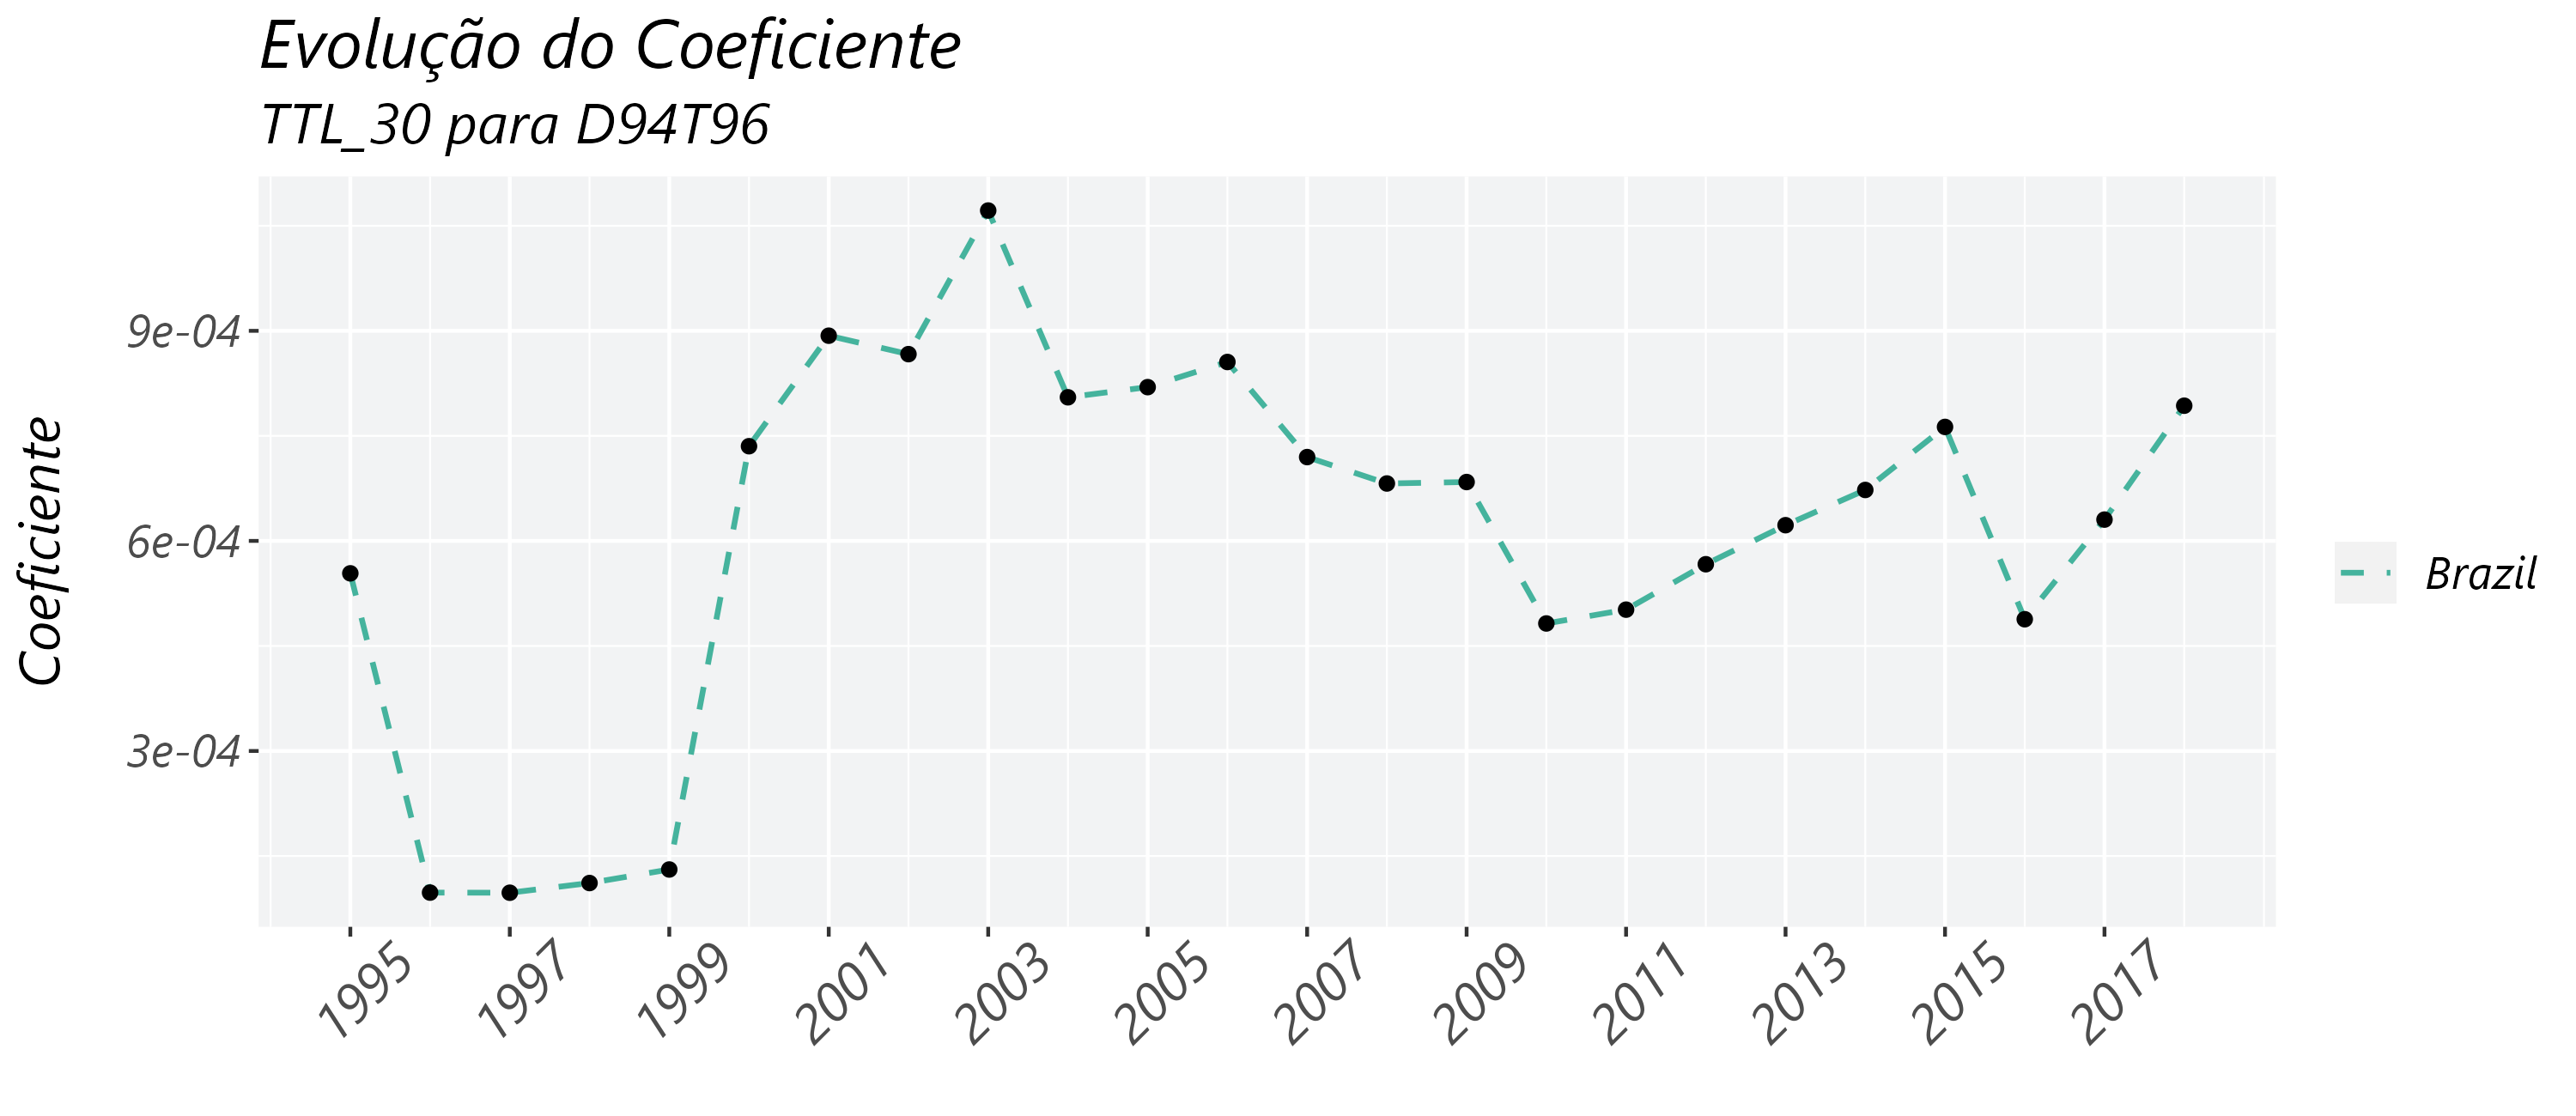 Evolução do Coeficiente
TTL_30 para D94T96
Coeficiente
9e-04
6e-04
3e-04
1995
1997
1999
2001
2003
2005
2007
2009
2011
2013
2015
2017
Brazil